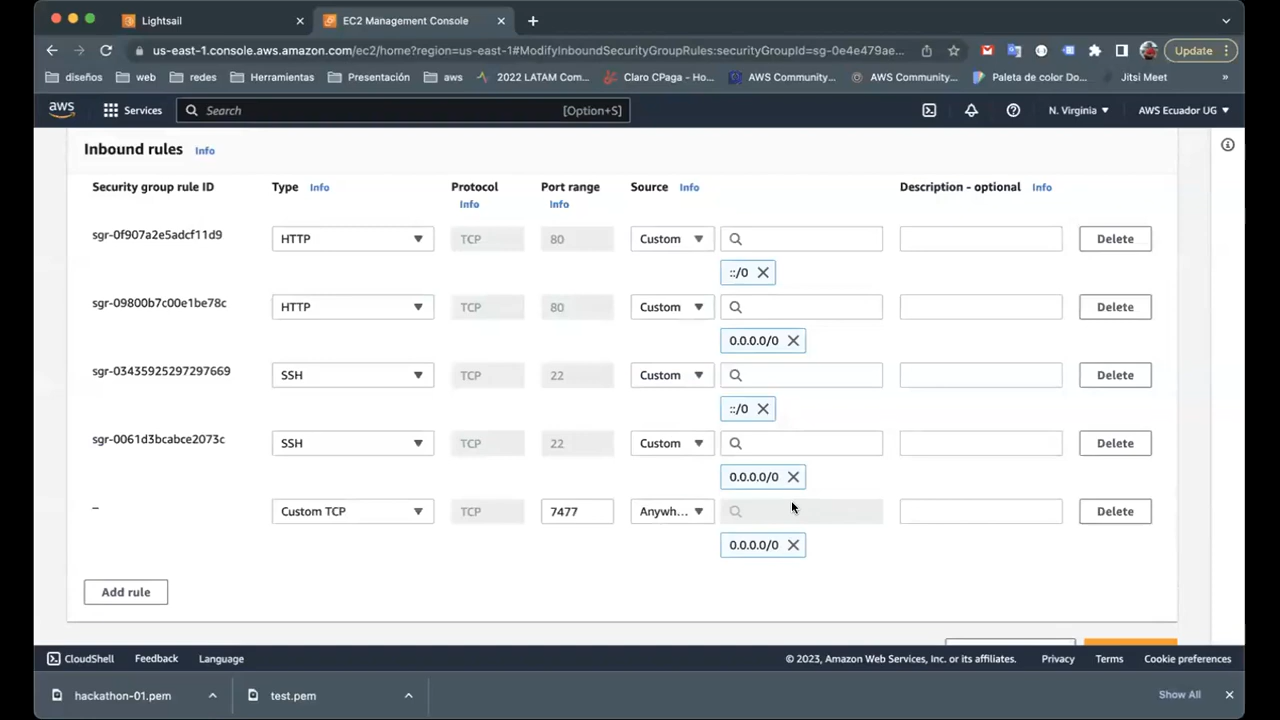 Lightsail
EC2 Management Console
us-east-1.console.aws.amazon.com/ec2/home?region=us-east-1#ModifyInboundSecurityGroupRules:securityGroupId=sg-0e4e479ae...
Update
diseños web redes Herramientas Presentación aws 2022 LATAM Com... Claro CPaga - Ho... AWS Community... AWS Community... Paleta de color Do... Jitsi Meet »
aws Services Search [Option+S] N. Virginia AWS Ecuador UG
Inbound rules Info
Security group rule ID Type Info Protocol Info Port range Info Source Info Description - optional Info
sgr-0f907a2e5adcf11d9 HTTP TCP 80 Custom Delete
::/0
sgr-09800b7c00e1be78c HTTP TCP 80 Custom Delete
0.0.0.0/0
sgr-03435925297297669 SSH TCP 22 Custom Delete
::/0
sgr-0061d3bcabce2073c SSH TCP 22 Custom Delete
0.0.0.0/0
– Custom TCP TCP 7477 Anywh... Delete
0.0.0.0/0
Add rule
CloudShell Feedback Language © 2023, Amazon Web Services, Inc. or its affiliates. Privacy Terms Cookie preferences
hackathon-01.pem test.pem Show All